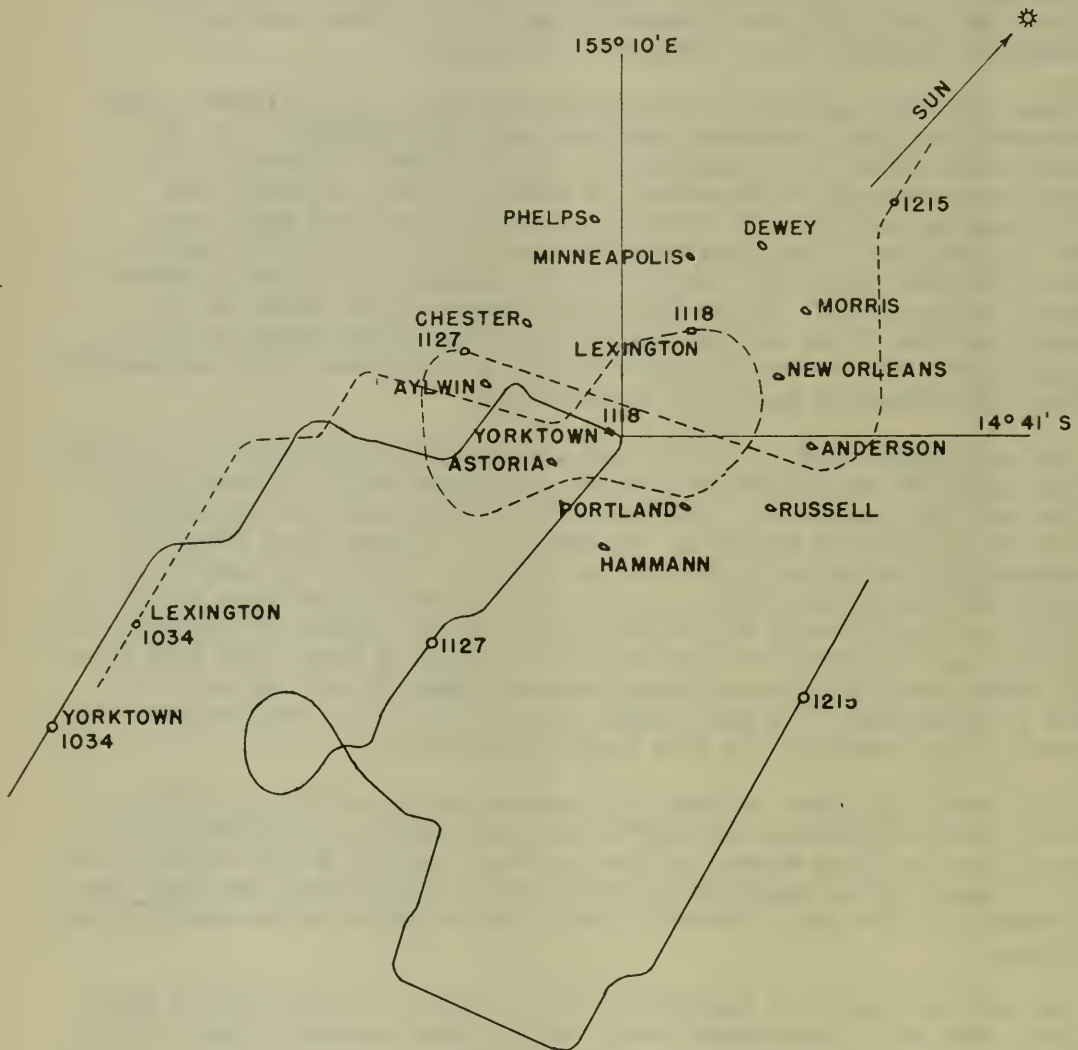 155° 10' E
SUN
1215
PHELPS
DEWEY
MINNEAPOLIS
MORRIS
1118
CHESTER
1127
LEXINGTON
NEW ORLEANS
AYLWIN
1118
YORKTOWN
14° 41' S
ANDERSON
ASTORIA
PORTLAND
RUSSELL
HAMMANN
LEXINGTON
1034
1127
1215
YORKTOWN
1034